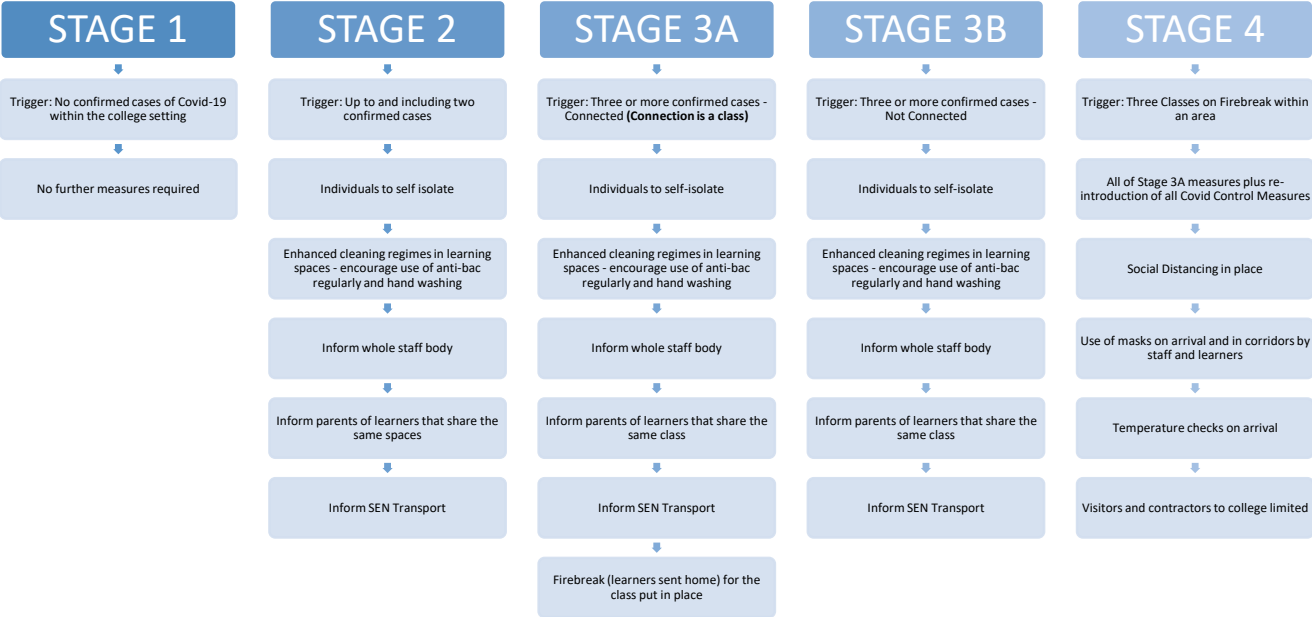 STAGE 1
Trigger: No confirmed cases of Covid-19
within the college setting
No further measures required
STAGE 2
Trigger: Up to and including two
confirmed cases
Individuals to self isolate
Enhanced cleaning regimes in learning
spaces - encourage use of anti-bac
regularly and hand washing
Inform whole staff body
Inform parents of learners that share the
same spaces
Inform SEN Transport
STAGE 3A
Trigger: Three or more confirmed cases -
Connected (Connection is a class)
Individuals to self-isolate
Enhanced cleaning regimes in learning
spaces - encourage use of anti-bac
regularly and hand washing
Inform whole staff body
Inform parents of learners that share the
same class
Inform SEN Transport
Firebreak (learners sent home) for the
class put in place
STAGE 3B
Trigger: Three or more confirmed cases -
Not Connected
Individuals to self-isolate
Enhanced cleaning regimes in learning
spaces - encourage use of anti-bac
regularly and hand washing
Inform whole staff body
Inform parents of learners that share the
same class
Inform SEN Transport
STAGE 4
Trigger: Three Classes on Firebreak within
an area
All of Stage 3A measures plus re-
introduction of all Covid Control Measures
Social Distancing in place
Use of masks on arrival and in corridors by
staff and learners
Temperature checks on arrival
Visitors and contractors to college limited